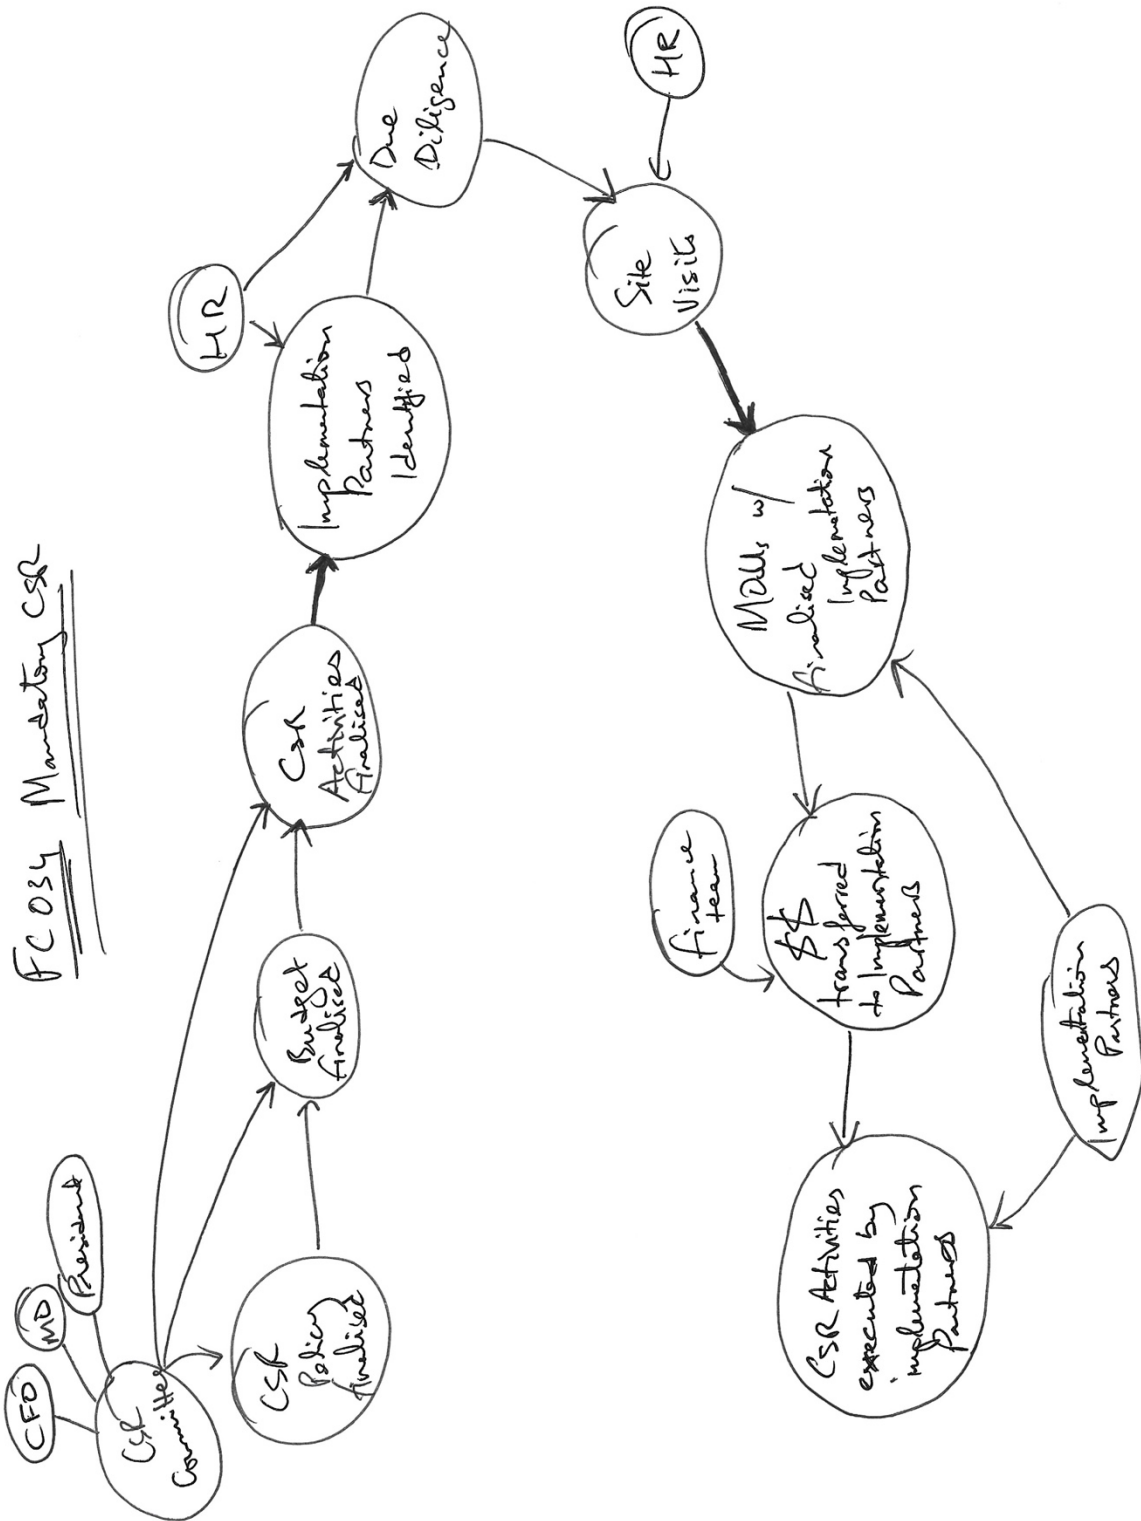 FC034 Mandatory CSR
CFO
MD
President
CSR
Committee
CSR
Policy
finalised
Budget
finalised
CSR
Activities
finalised
HR
Implementation
Partners
Identified
Due
Diligence
HR
Site
Visits
MOUs w/
finalised
Implementation
Partners
finance
team
$$
transferred
to Implementation
Partners
Implementation
Partners
CSR Activities
executed by
implementation
Partners